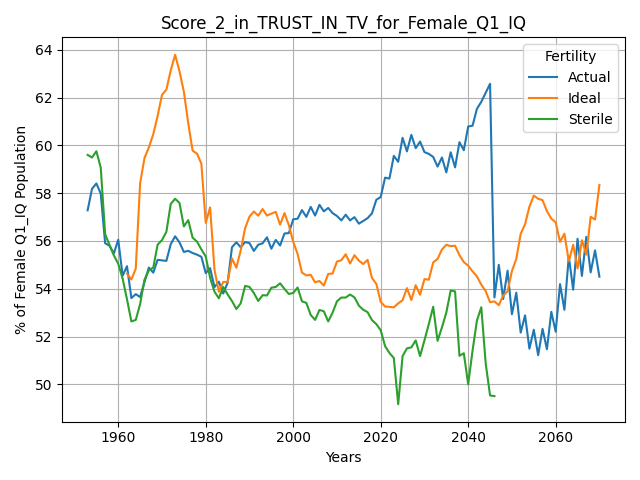 Score_2_in_TRUST_IN_TV_for_Female_Q1_IQ
% of Female Q1_IQ Population
64
62
60
58
56
54
52
50
Fertility
Actual
Ideal
Sterile
1960
1980
2000
2020
2040
2060
Years